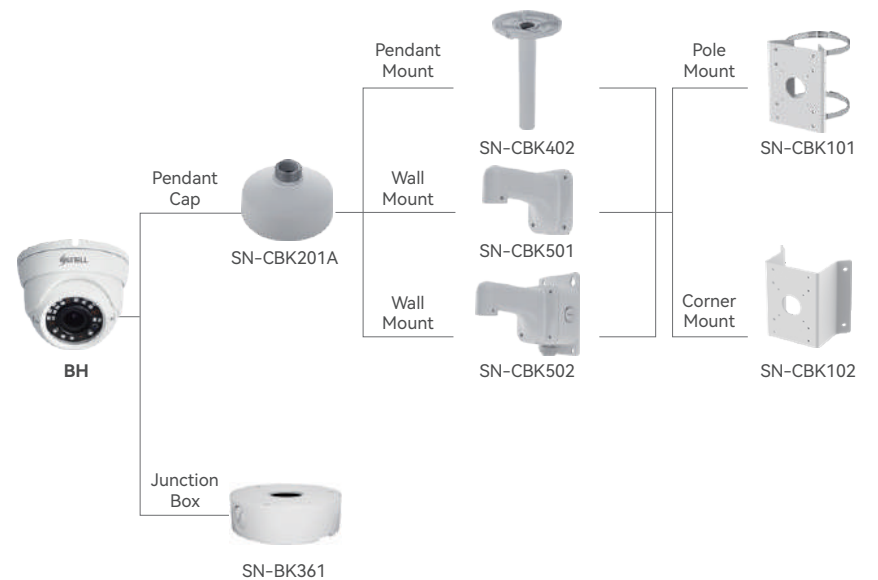 Pendant
Mount
SN-CBK402
Pole
Mount
SN-CBK101
Pendant
Cap
SN-CBK201A
Wall
Mount
SN-CBK501
BH
Wall
Mount
SN-CBK502
Corner
Mount
SN-CBK102
Junction
Box
SN-BK361